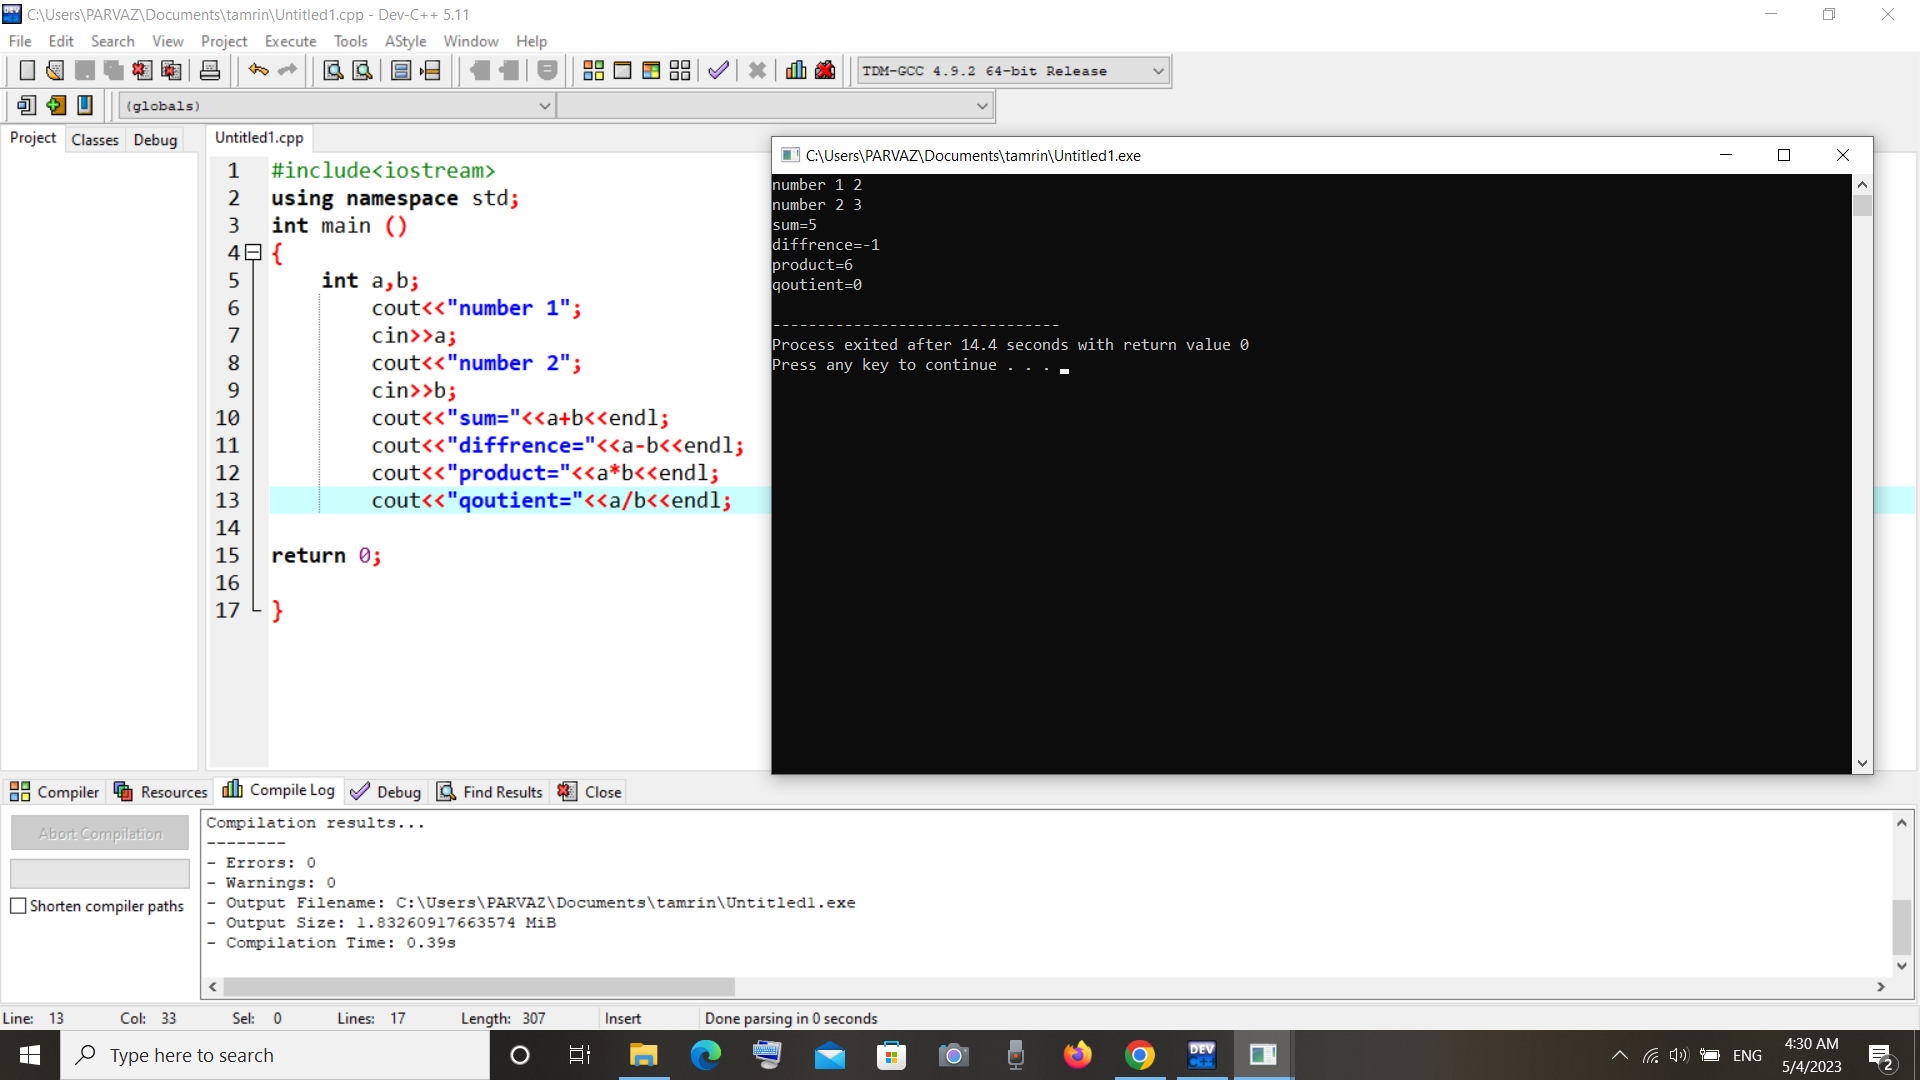 C:\Users\PARVAZ\Documents\tamrin\Untitled1.cpp - Dev-C++ 5.11
File Edit Search View Project Execute Tools AStyle Window Help
TDM-GCC 4.9.2 64-bit Release
(globals)
Project Classes Debug
Untitled1.cpp
1 #include<iostream>
2 using namespace std;
3 int main ()
4 {
5 int a,b;
6 cout<<"number 1";
7 cin>>a;
8 cout<<"number 2";
9 cin>>b;
10 cout<<"sum="<<a+b<<endl;
11 cout<<"diffrence="<<a-b<<endl;
12 cout<<"product="<<a*b<<endl;
13 cout<<"qoutient="<<a/b<<endl;
14
15 return 0;
16
17 }
C:\Users\PARVAZ\Documents\tamrin\Untitled1.exe
number 1 2
number 2 3
sum=5
diffrence=-1
product=6
qoutient=0
--------------------------------
Process exited after 14.4 seconds with return value 0
Press any key to continue . . .
Compiler Resources Compile Log Debug Find Results Close
Abort Compilation
Shorten compiler paths
Compilation results...
--------
- Errors: 0
- Warnings: 0
- Output Filename: C:\Users\PARVAZ\Documents\tamrin\Untitled1.exe
- Output Size: 1.83260917663574 MiB
- Compilation Time: 0.39s
Line: 13 Col: 33 Sel: 0 Lines: 17 Length: 307 Insert Done parsing in 0 seconds
Type here to search
DEV
ENG
4:30 AM
5/4/2023
2